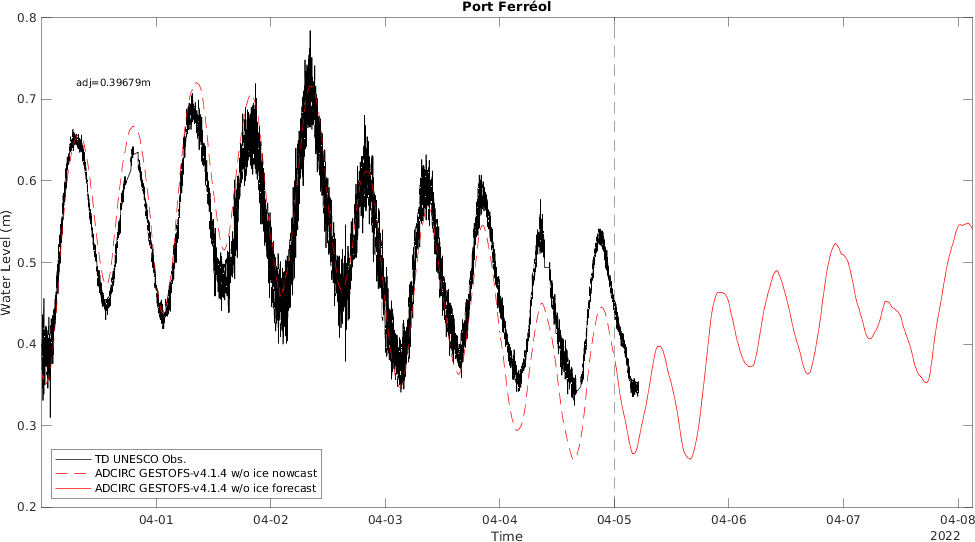 Port Ferréol
0.8
adj=0.39679m
0.7
0.6
0.5
0.4
0.3
0.2
Water Level (m)
TD UNESCO Obs.
ADCIRC GESTOFS-v4.1.4 w/o ice nowcast
ADCIRC GESTOFS-v4.1.4 w/o ice forecast
04-01 04-02 04-03 04-04 04-05 04-06 04-07 04-08
Time
2022